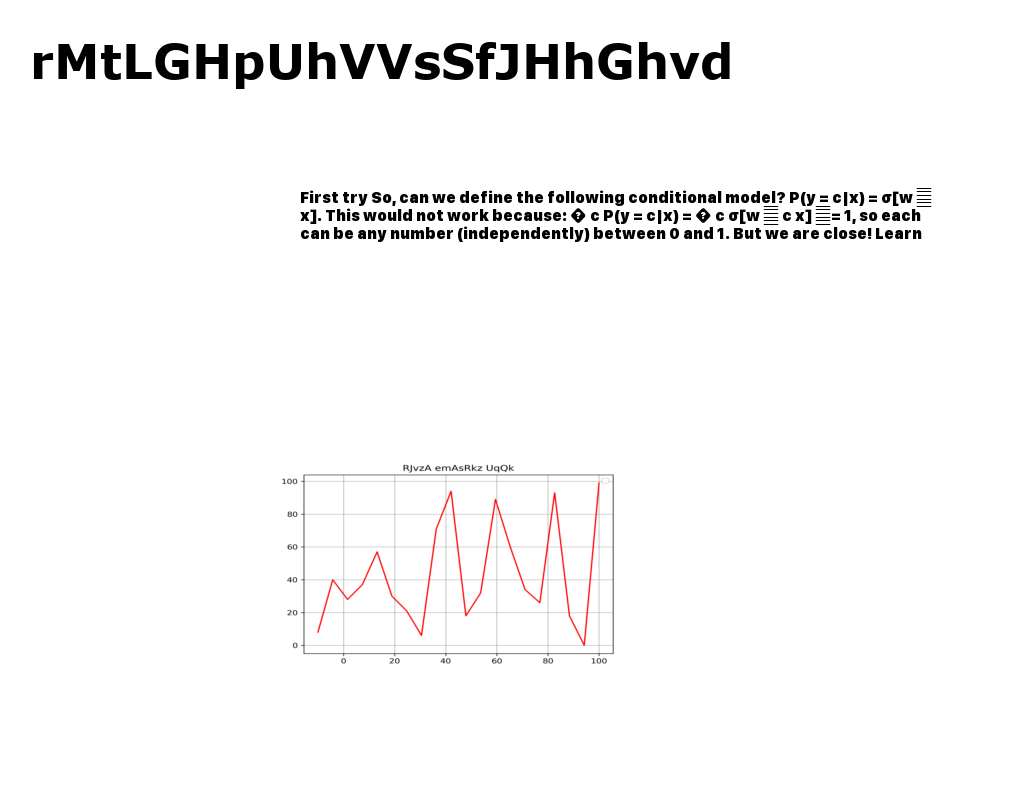 rMtLGHpUhVVsSfJHhGhvd
First try So, can we define the following conditional model? P(y = c|x) = σ[w
x]. This would not work because: � c P(y = c|x) = � c σ[w c x] = 1, so each
can be any number (independently) between 0 and 1. But we are close! Learn
RJvzA emAsRkz UqQk
100
80
60
40
20
0
0 20 40 60 80 100